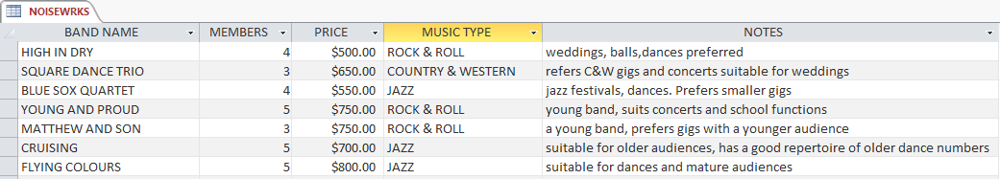 NOISEWRKS
BAND NAME MEMBERS PRICE MUSIC TYPE NOTES
HIGH IN DRY 4 $500.00 ROCK & ROLL weddings, balls,dances preferred
SQUARE DANCE TRIO 3 $650.00 COUNTRY & WESTERN refers C&W gigs and concerts suitable for weddings
BLUE SOX QUARTET 4 $550.00 JAZZ jazz festivals, dances. Prefers smaller gigs
YOUNG AND PROUD 5 $750.00 ROCK & ROLL young band, suits concerts and school functions
MATTHEW AND SON 3 $750.00 ROCK & ROLL a young band, prefers gigs with a younger audience
CRUISING 5 $700.00 JAZZ suitable for older audiences, has a good repertoire of older dance numbers
FLYING COLOURS 5 $800.00 JAZZ suitable for dances and mature audiences